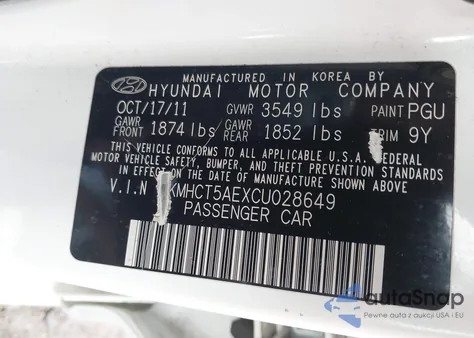 MANUFACTURED IN KOREA BY
HYUNDAI MOTOR COMPANY
OCT/17/11 GVWR 3549 lbs PAINT PGU
GAWR FRONT 1874 lbs GAWR REAR 1852 lbs TRIM 9Y
THIS VEHICLE CONFORMS TO ALL APPLICABLE U.S.A. FEDERAL
MOTOR VEHICLE SAFETY, BUMPER, AND THEFT PREVENTION
STANDARDS IN EFFECT ON THE DATE OF MANUFACTURE
SHOWN ABOVE.
V.I.N KMHCT5AEXCU028649
PASSENGER CAR
autoSnap
Pewne auto z aukcji USA i EU